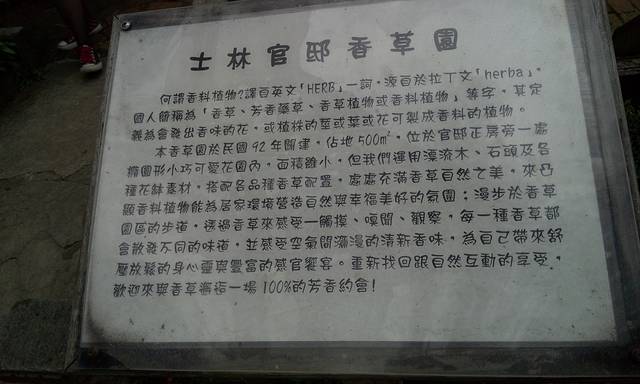 士林官邸香草園
何謂香料植物?譯自英文「HERB」一詞，源自於拉丁文「herba」，
國人簡稱為「香草、芳香藥草、香草植物或香料植物」等字，其定
義為會發出香味的花，或植株的莖或葉或花可製成香料的植物。
本香草園於民國92年開建，佔地500m²，位於官邸正房旁一處
橢圓形小巧可愛花園內，面積雖小，但我們運用漂流木、石頭及各
種花缽素材，搭配各品種香草配置，處處充滿香草自然之美，來凸
顯香料植物能為居家環境營造自然與幸福美好的氛圍；漫步於香草
園區的步道，透過香草來感受一觸摸、嗅聞、觀察，每一種香草都
會散發不同的味道，並感受空氣間瀰漫的清新香味，為自己帶來舒
壓放鬆的身心靈與豐富的感官饗宴。重新找回跟自然互動的享受，
歡迎來與香草邂逅一場100%的芳香約會!